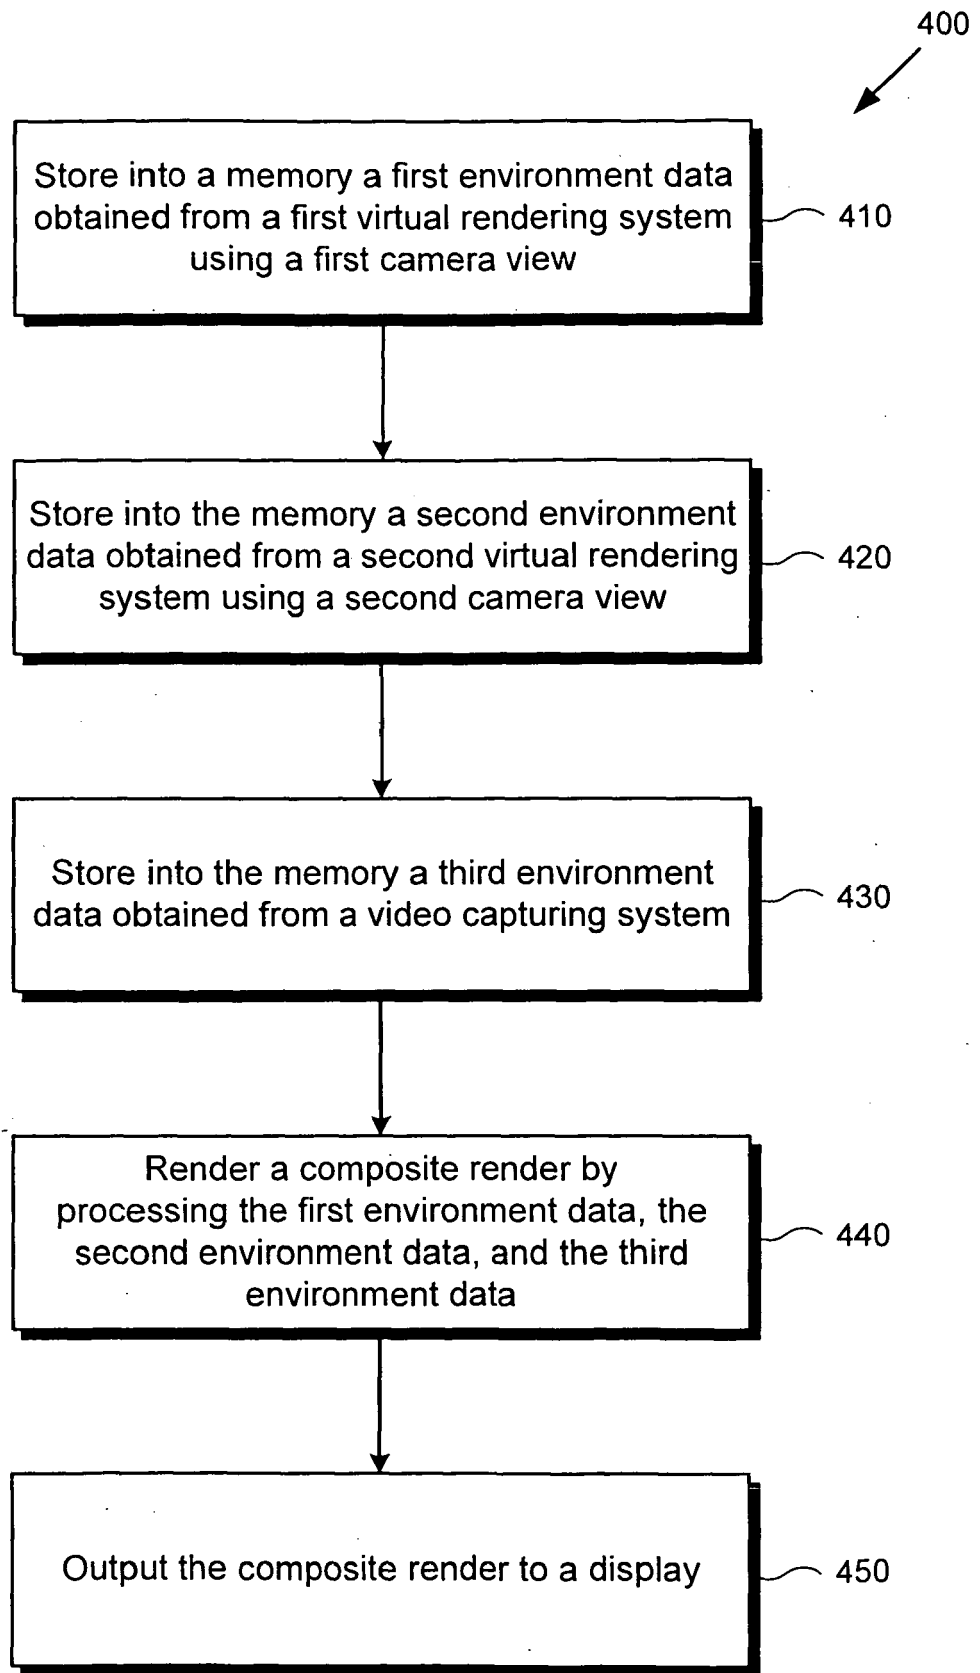 400
Store into a memory a first environment data
obtained from a first virtual rendering system
using a first camera view
410
Store into the memory a second environment
data obtained from a second virtual rendering
system using a second camera view
420
Store into the memory a third environment
data obtained from a video capturing system
430
Render a composite render by
processing the first environment data, the
second environment data, and the third
environment data
440
Output the composite render to a display
450